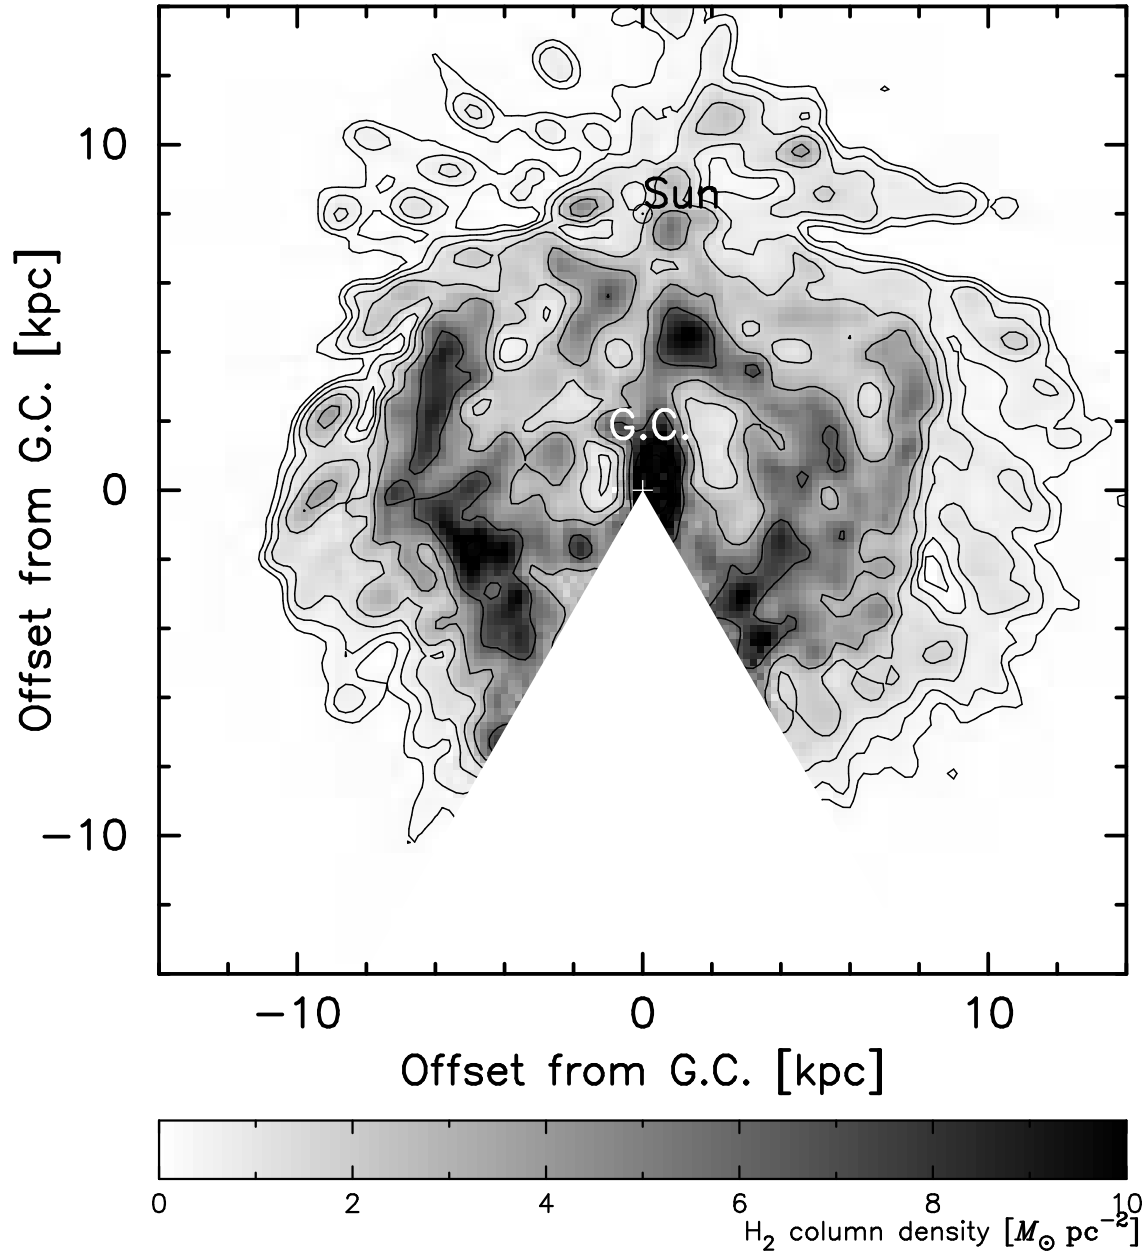 10
Sun
G.C.
0
−10
Offset from G.C. [kpc]
−10 0 10
Offset from G.C. [kpc]
0 2 4 6 8 10
H₂ column density [M⊙ pc⁻²]